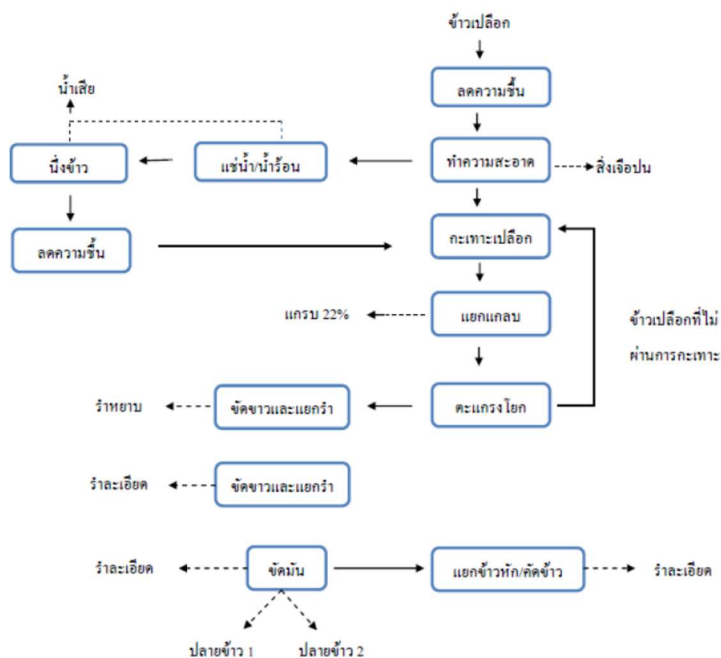 ข้าวเปลือก
ลดความชื้น
น้ำเสีย
นึ่งข้าว
แช่น้ำ/น้ำร้อน
ทำความสะอาด
สิ่งเจือปน
ลดความชื้น
กะเทาะเปลือก
แกรบ 22%
แยกแกลบ
ข้าวเปลือกที่ไม่
ผ่านการกะเทาะ
รำหยาบ
ขัดขาวและแยกรำ
ตะแกรงโยก
รำละเอียด
ขัดขาวและแยกรำ
รำละเอียด
ขัดมัน
แยกข้าวหัก/คัดข้าว
รำละเอียด
ปลายข้าว 1
ปลายข้าว 2